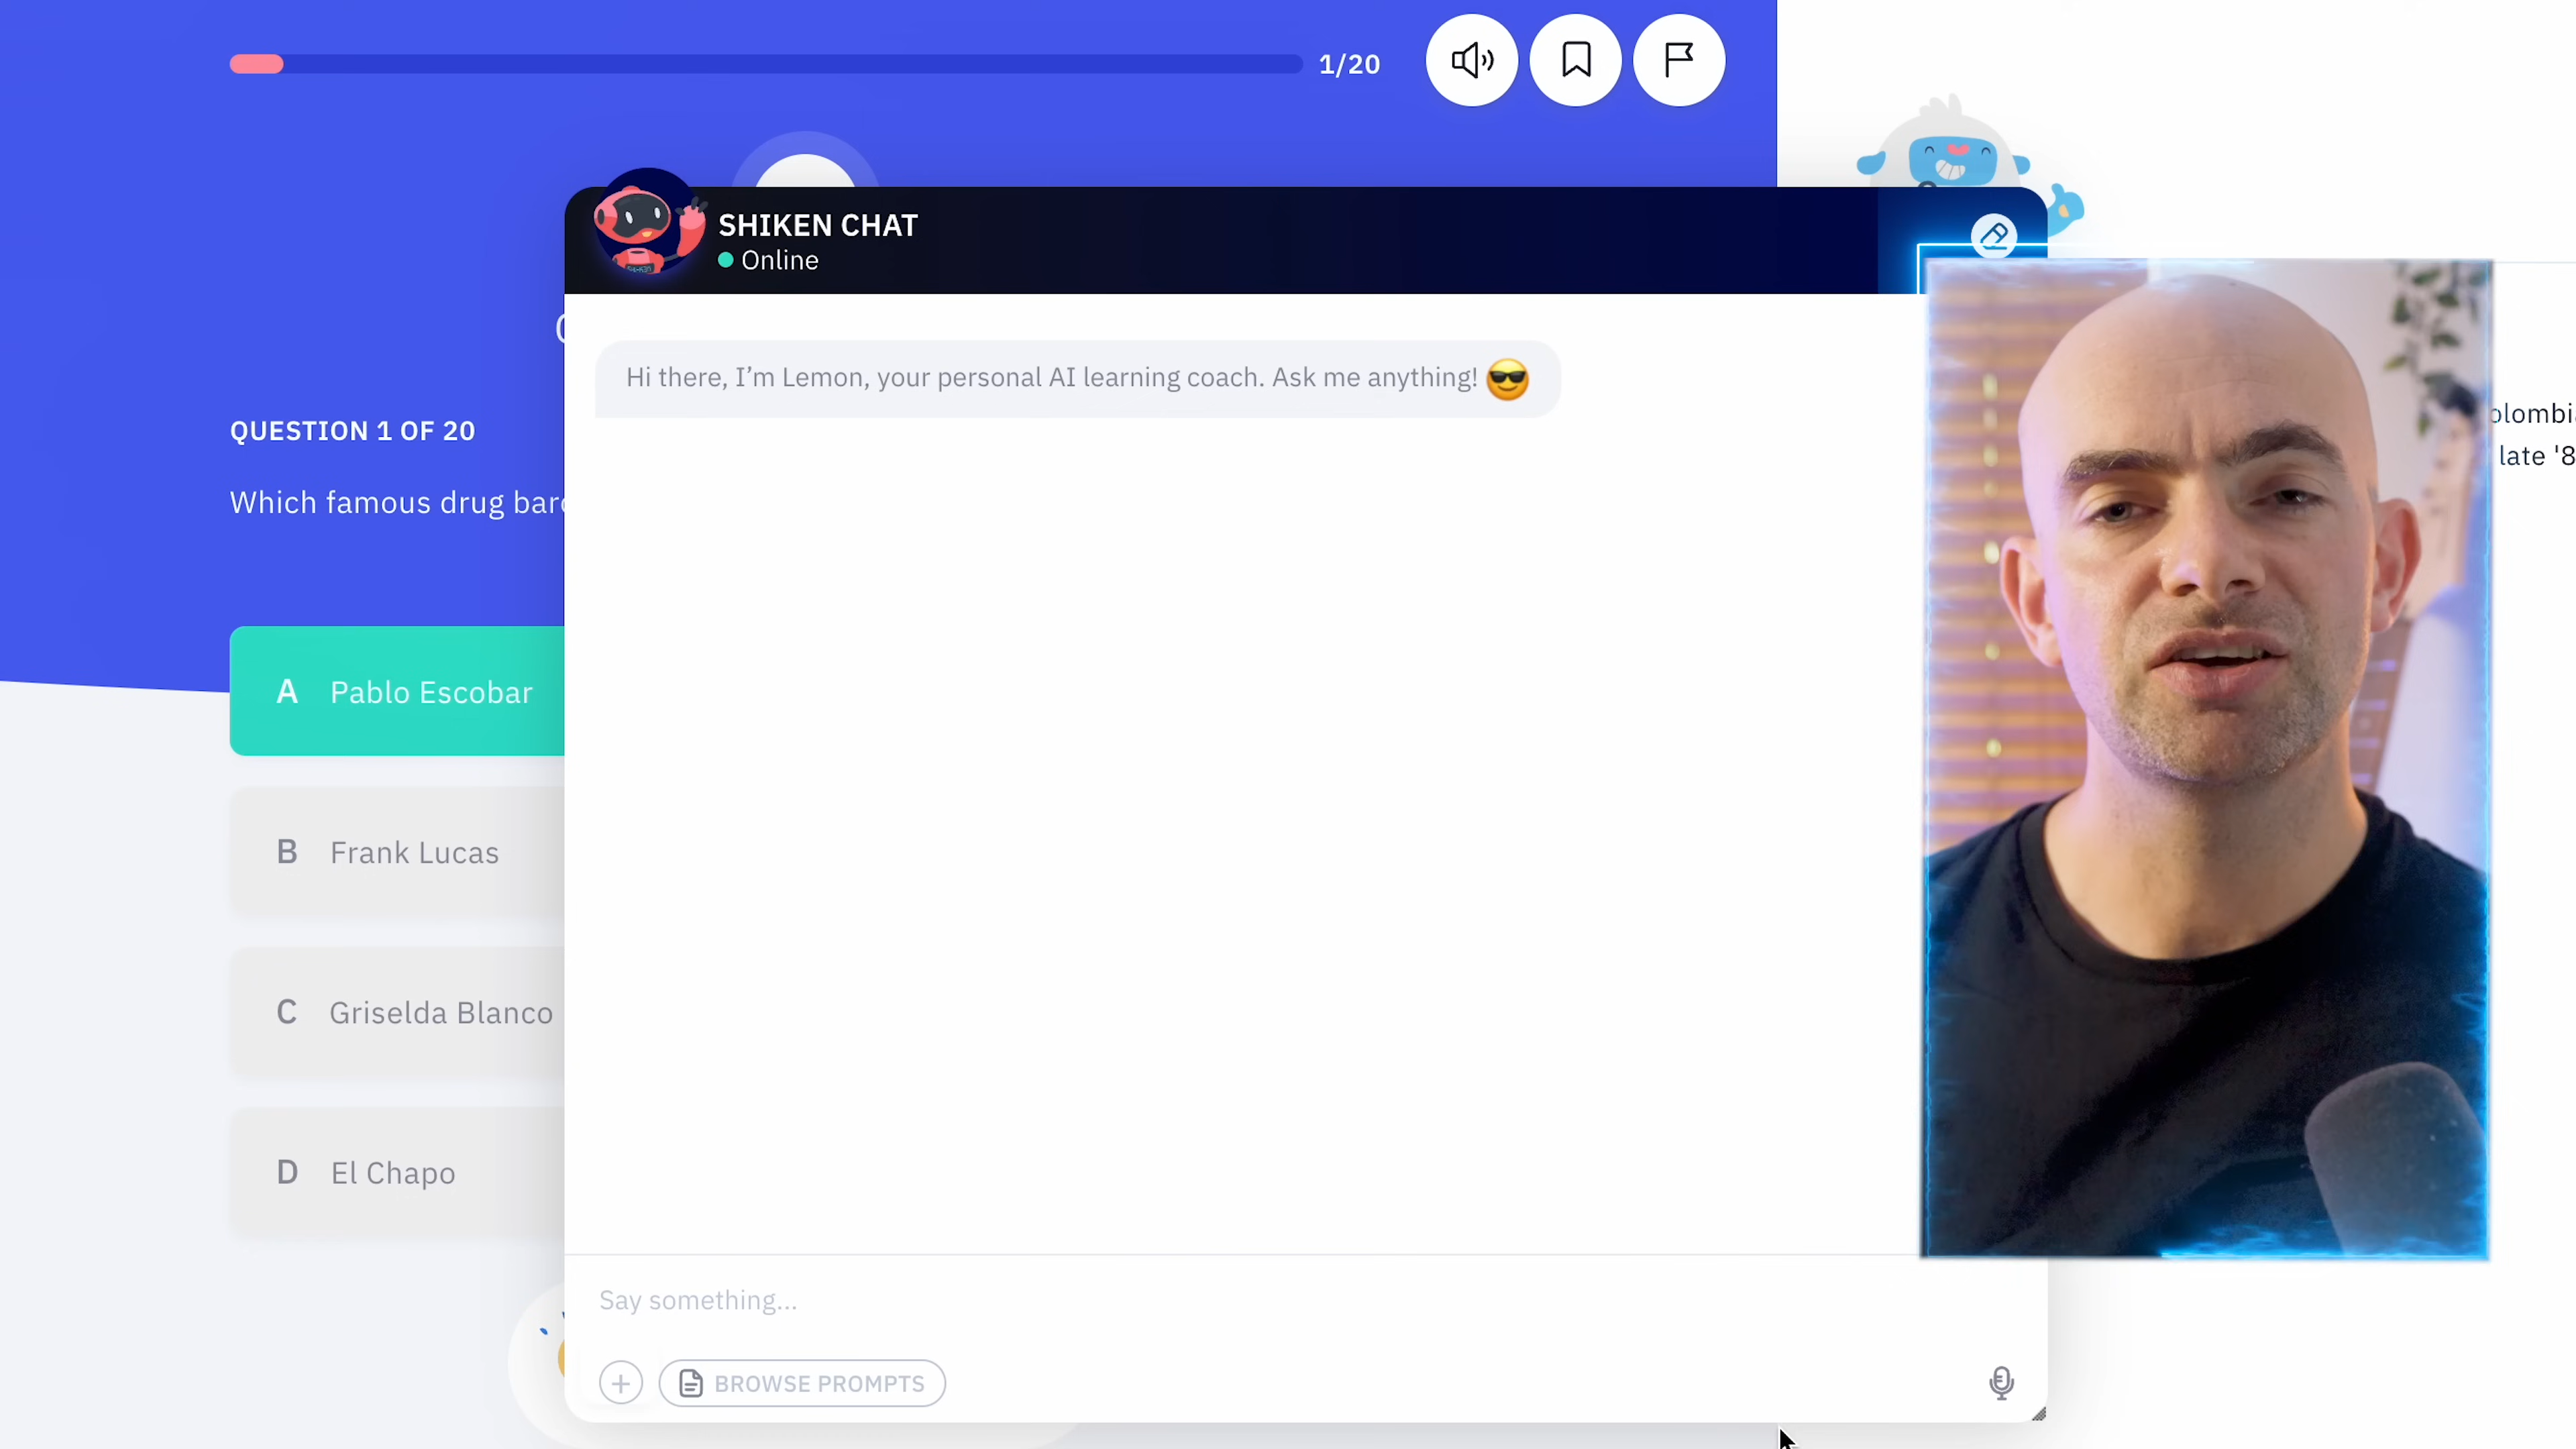 1/20
SHIKEN CHAT
Online
Hi there, I’m Lemon, your personal AI learning coach. Ask me anything!
QUESTION 1 OF 20
Which famous drug
A Pablo Escobar
B Frank Lucas
C Griselda Blanco
D El Chapo
late '8
Say something...
BROWSE PROMPTS